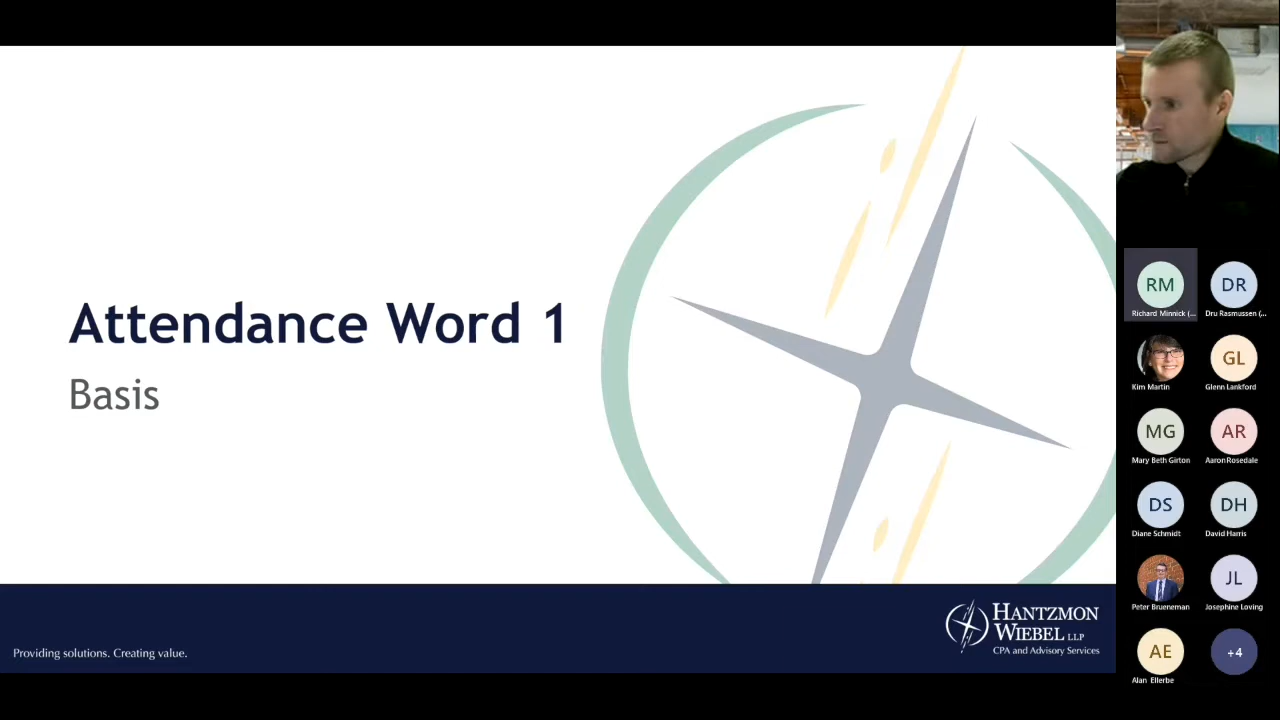 Attendance Word 1
Basis
Providing solutions. Creating value.
HANTZMON
WIEBEL LLP
CPA and Advisory Services
RM
DR
Richard Minnick (...
Dru Rasmussen (...
GL
Kim Martin
Glenn Lankford
MG
AR
Mary Beth Girton
Aaron Rosedale
DS
DH
Diane Schmidt
David Harris
JL
Peter Brueneman
Josephine Loving
AE
+4
Alan Ellerbe